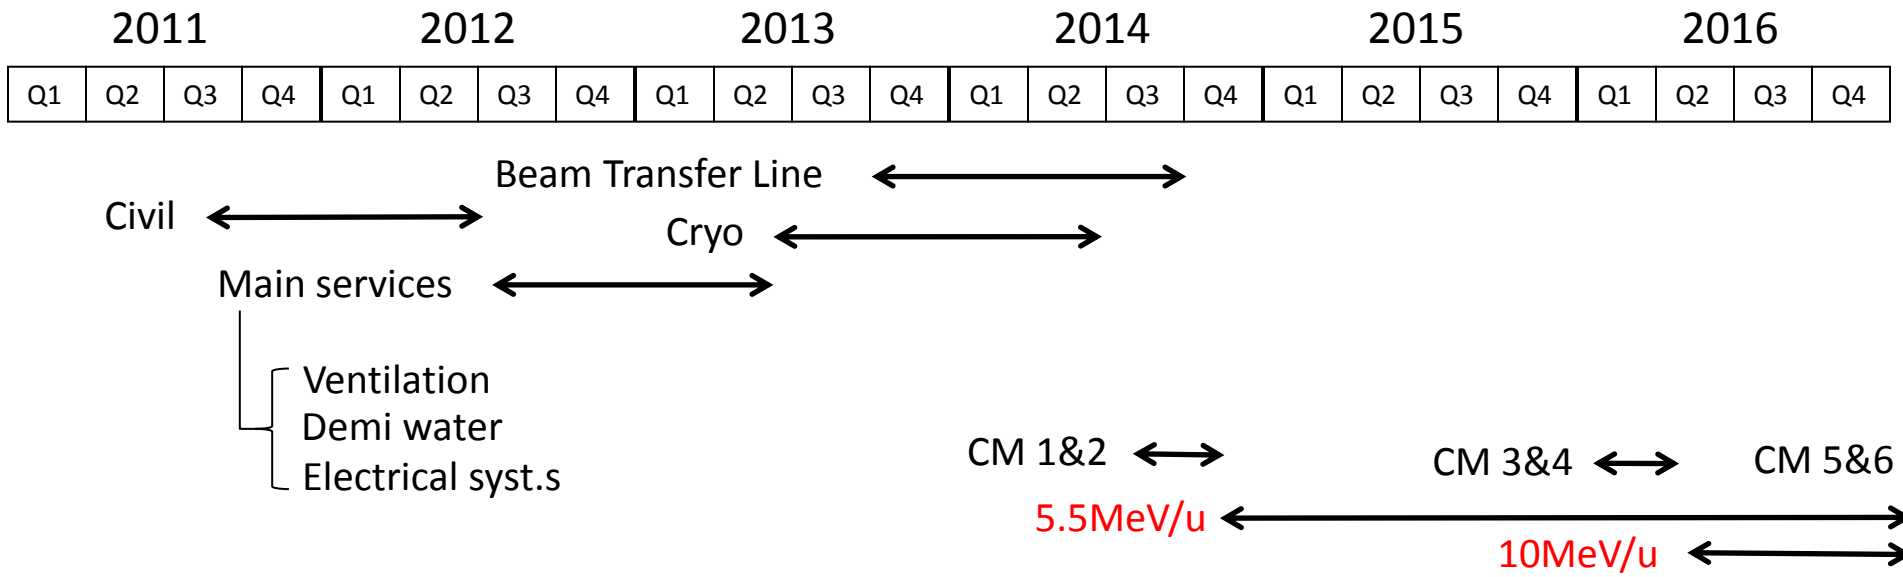 2011 2012 2013 2014 2015 2016
Q1 Q2 Q3 Q4 Q1 Q2 Q3 Q4 Q1 Q2 Q3 Q4 Q1 Q2 Q3 Q4 Q1 Q2 Q3 Q4 Q1 Q2 Q3 Q4
Beam Transfer Line
Civil
Cryo
Main services
Ventilation
Demi water
Electrical syst.s
CM 1&2 CM 3&4 CM 5&6
5.5MeV/u
10MeV/u